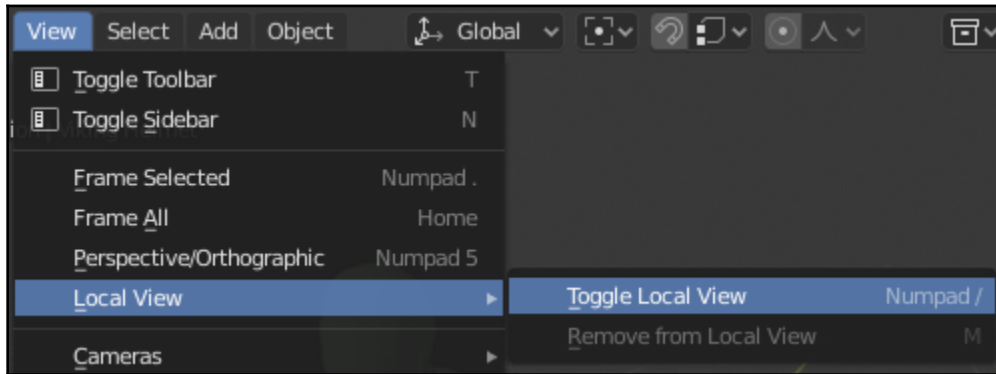 View Select Add Object Global
Toggle Toolbar T
Toggle Sidebar N
Frame Selected Numpad .
Frame All Home
Perspective/Orthographic Numpad 5
Local View
Toggle Local View Numpad /
Remove from Local View M
Cameras